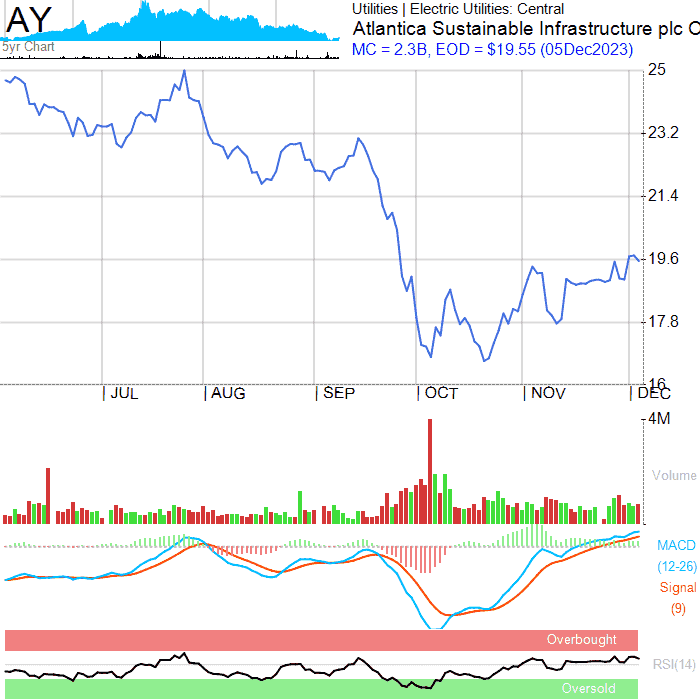 AY
5yr Chart
Utilities | Electric Utilities: Central
Atlantica Sustainable Infrastructure plc O
MC = 2.3B, EOD = $19.55 (05Dec2023)
25
23.2
21.4
19.6
17.8
16
| JUL | AUG | SEP | OCT | NOV | DEC
4M
Volume
MACD
(12-26)
Signal
(9)
Overbought
RSI(14)
Oversold